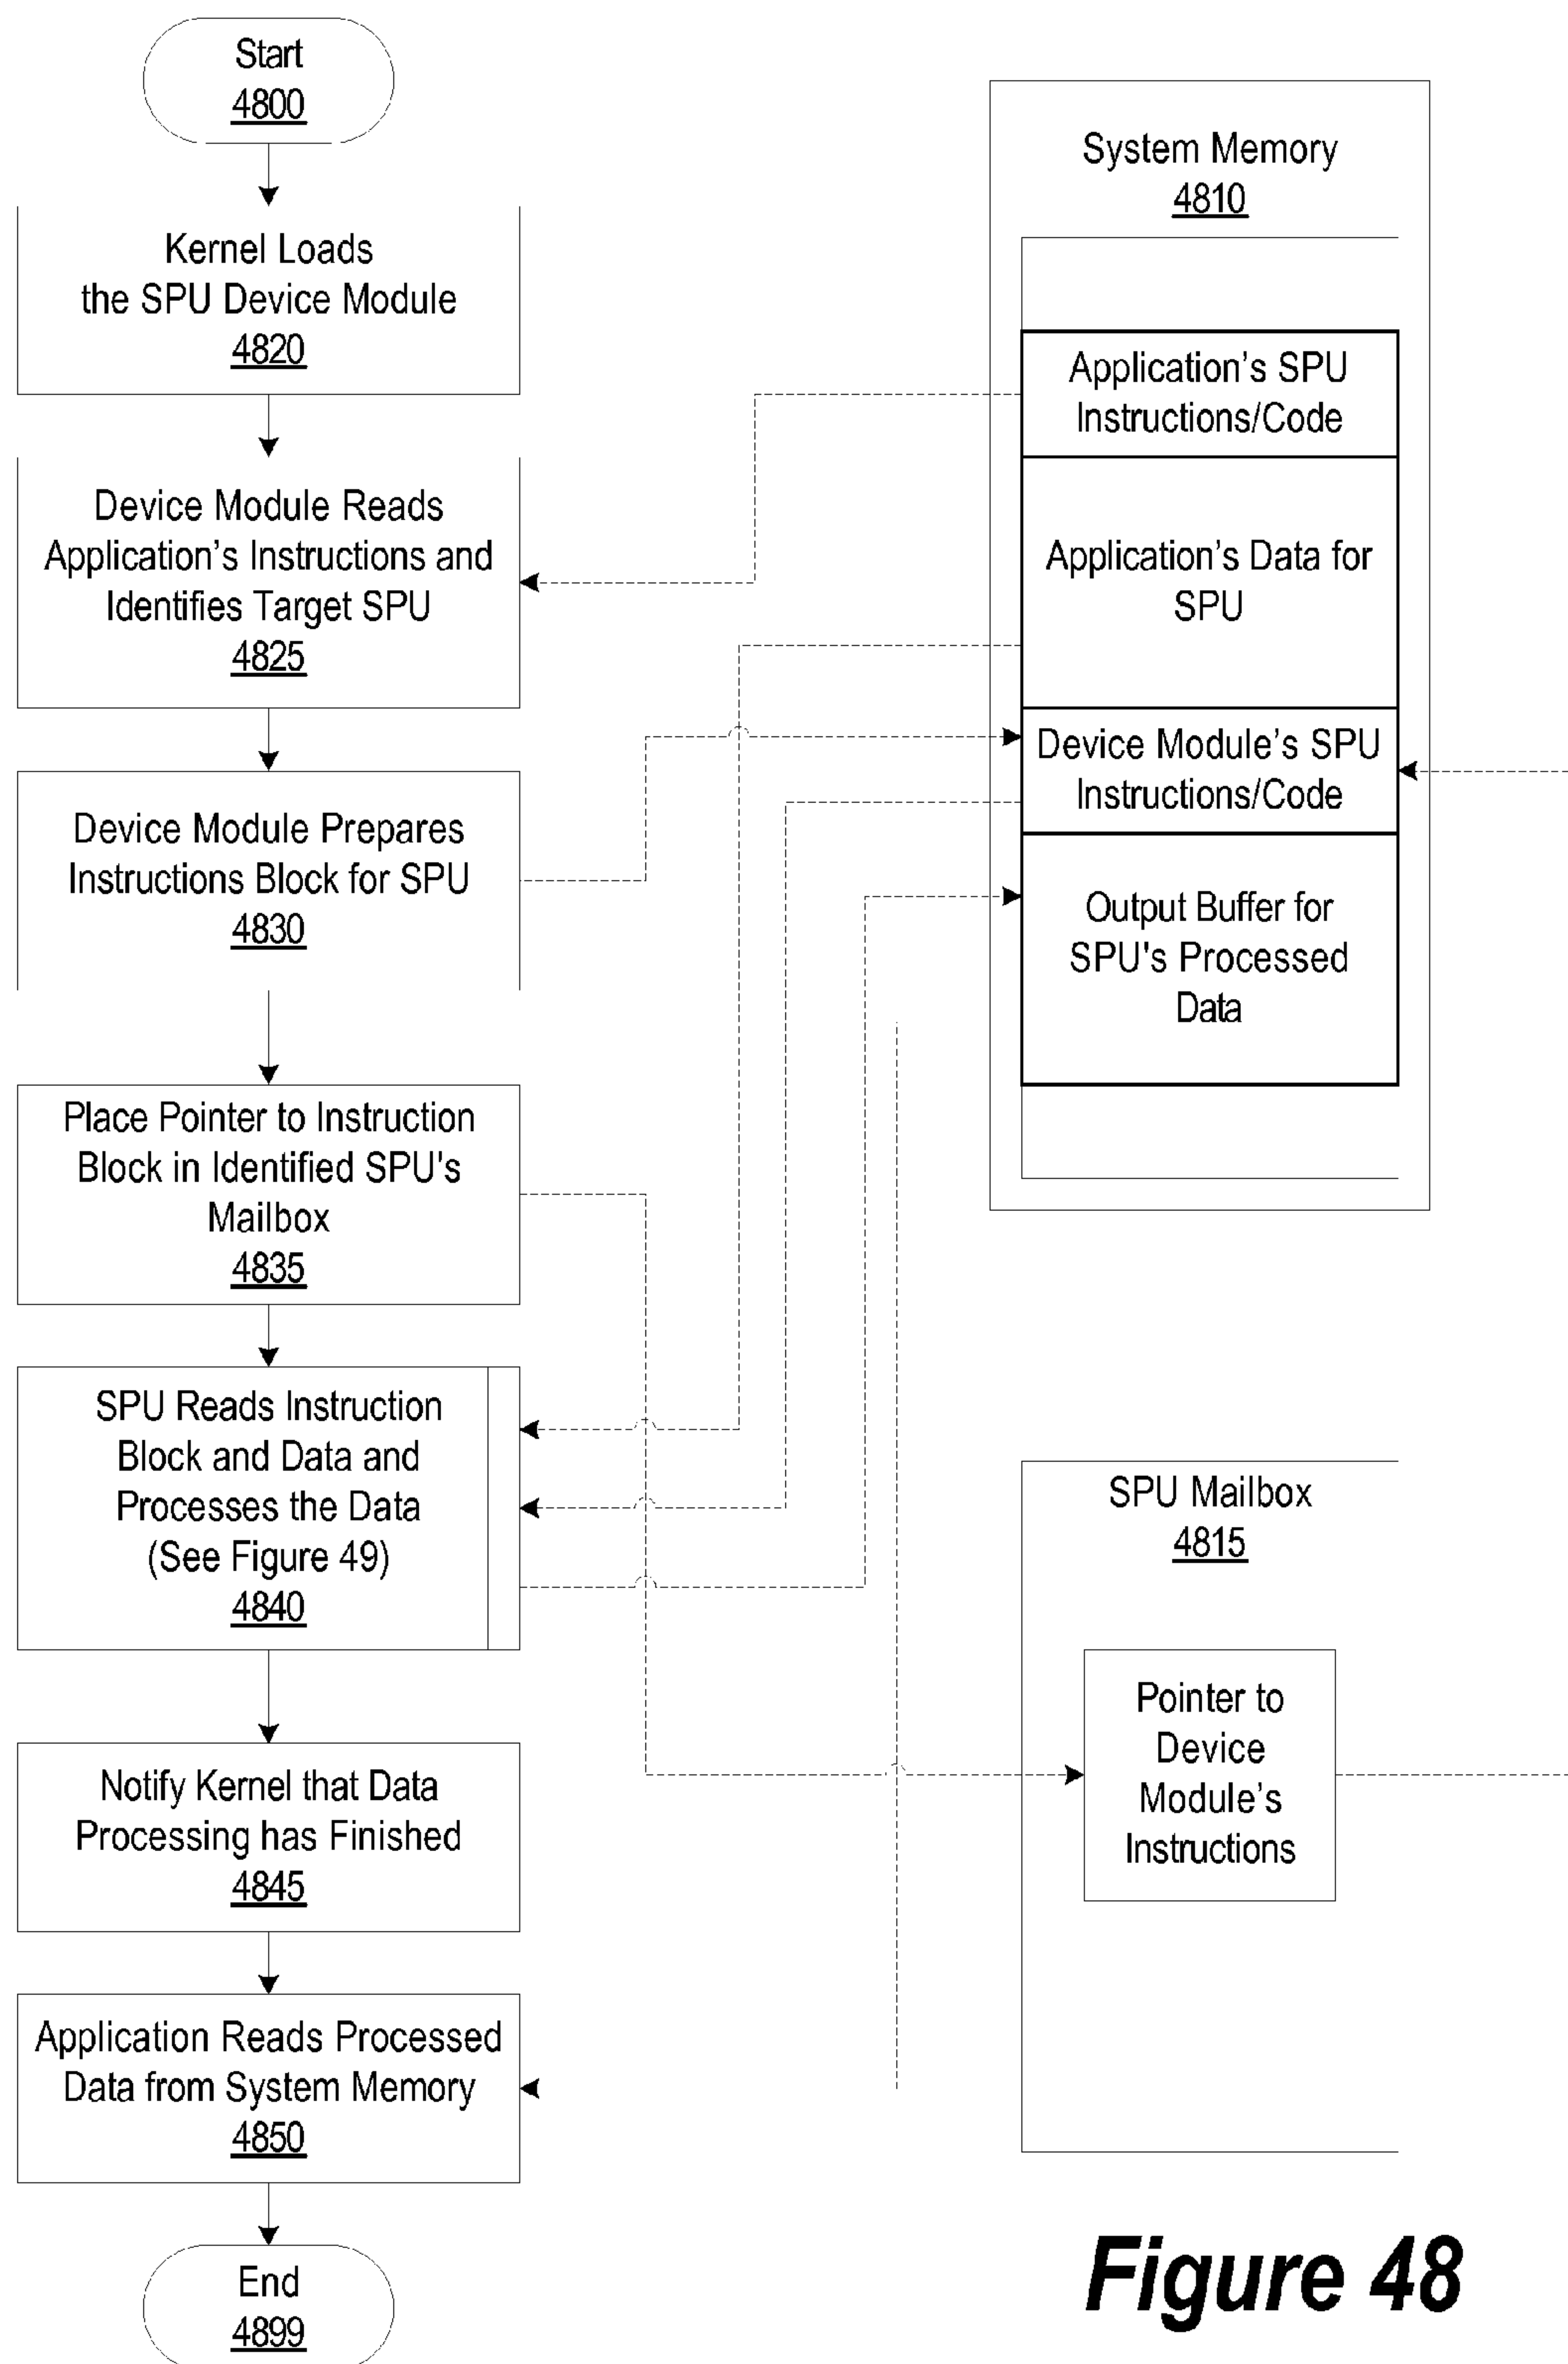 Start
4800
Kernel Loads
the SPU Device Module
4820
Device Module Reads
Application's Instructions and
Identifies Target SPU
4825
Device Module Prepares
Instructions Block for SPU
4830
Place Pointer to Instruction
Block in Identified SPU's
Mailbox
4835
SPU Reads Instruction
Block and Data and
Processes the Data
(See Figure 49)
4840
Notify Kernel that Data
Processing has Finished
4845
Application Reads Processed
Data from System Memory
4850
End
4899
System Memory
4810
Application's SPU
Instructions/Code
Application's Data for
SPU
Device Module's SPU
Instructions/Code
Output Buffer for
SPU's Processed
Data
SPU Mailbox
4815
Pointer to
Device
Module's
Instructions
Figure 48